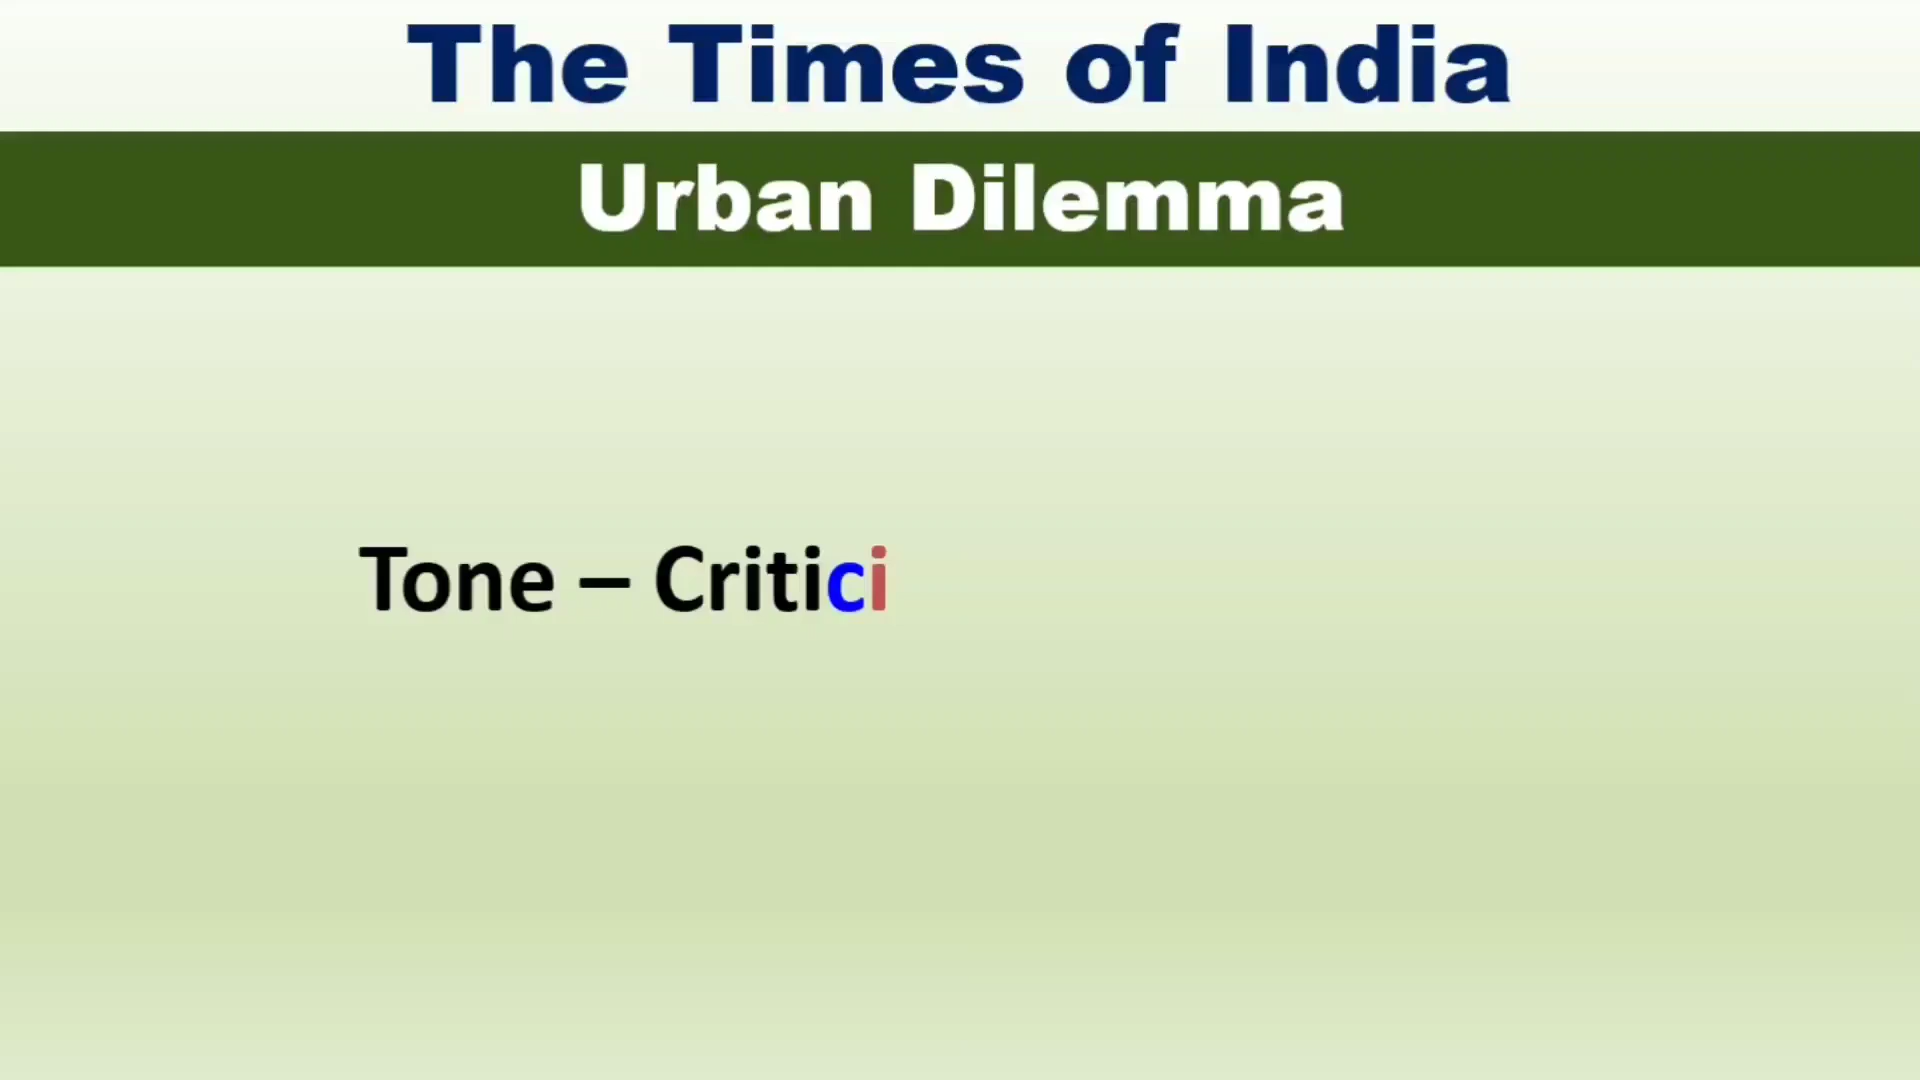 The Times of India
Urban Dilemma
Tone – Critici